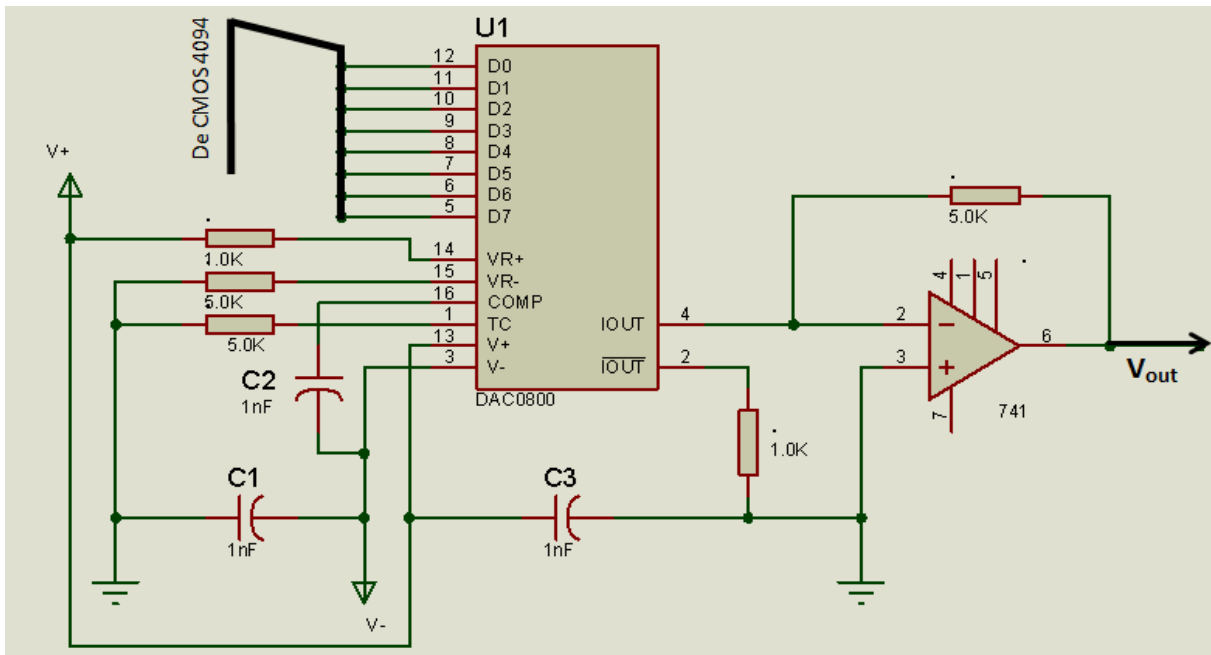 U1
De CMOS4094
12 D0
11 D1
10 D2
9 D3
8 D4
7 D5
6 D6
5 D7
V+
1.0K
14 VR+
5.0K
15 VR-
16 COMP
5.0K
1 TC
13 V+
3 V-
IOUT 4
IOUT 2
DAC0800
C2
1nF
5.0K
4 1 5
2
3
6
7
741
Vout
1.0K
C1
1nF
C3
1nF
V-